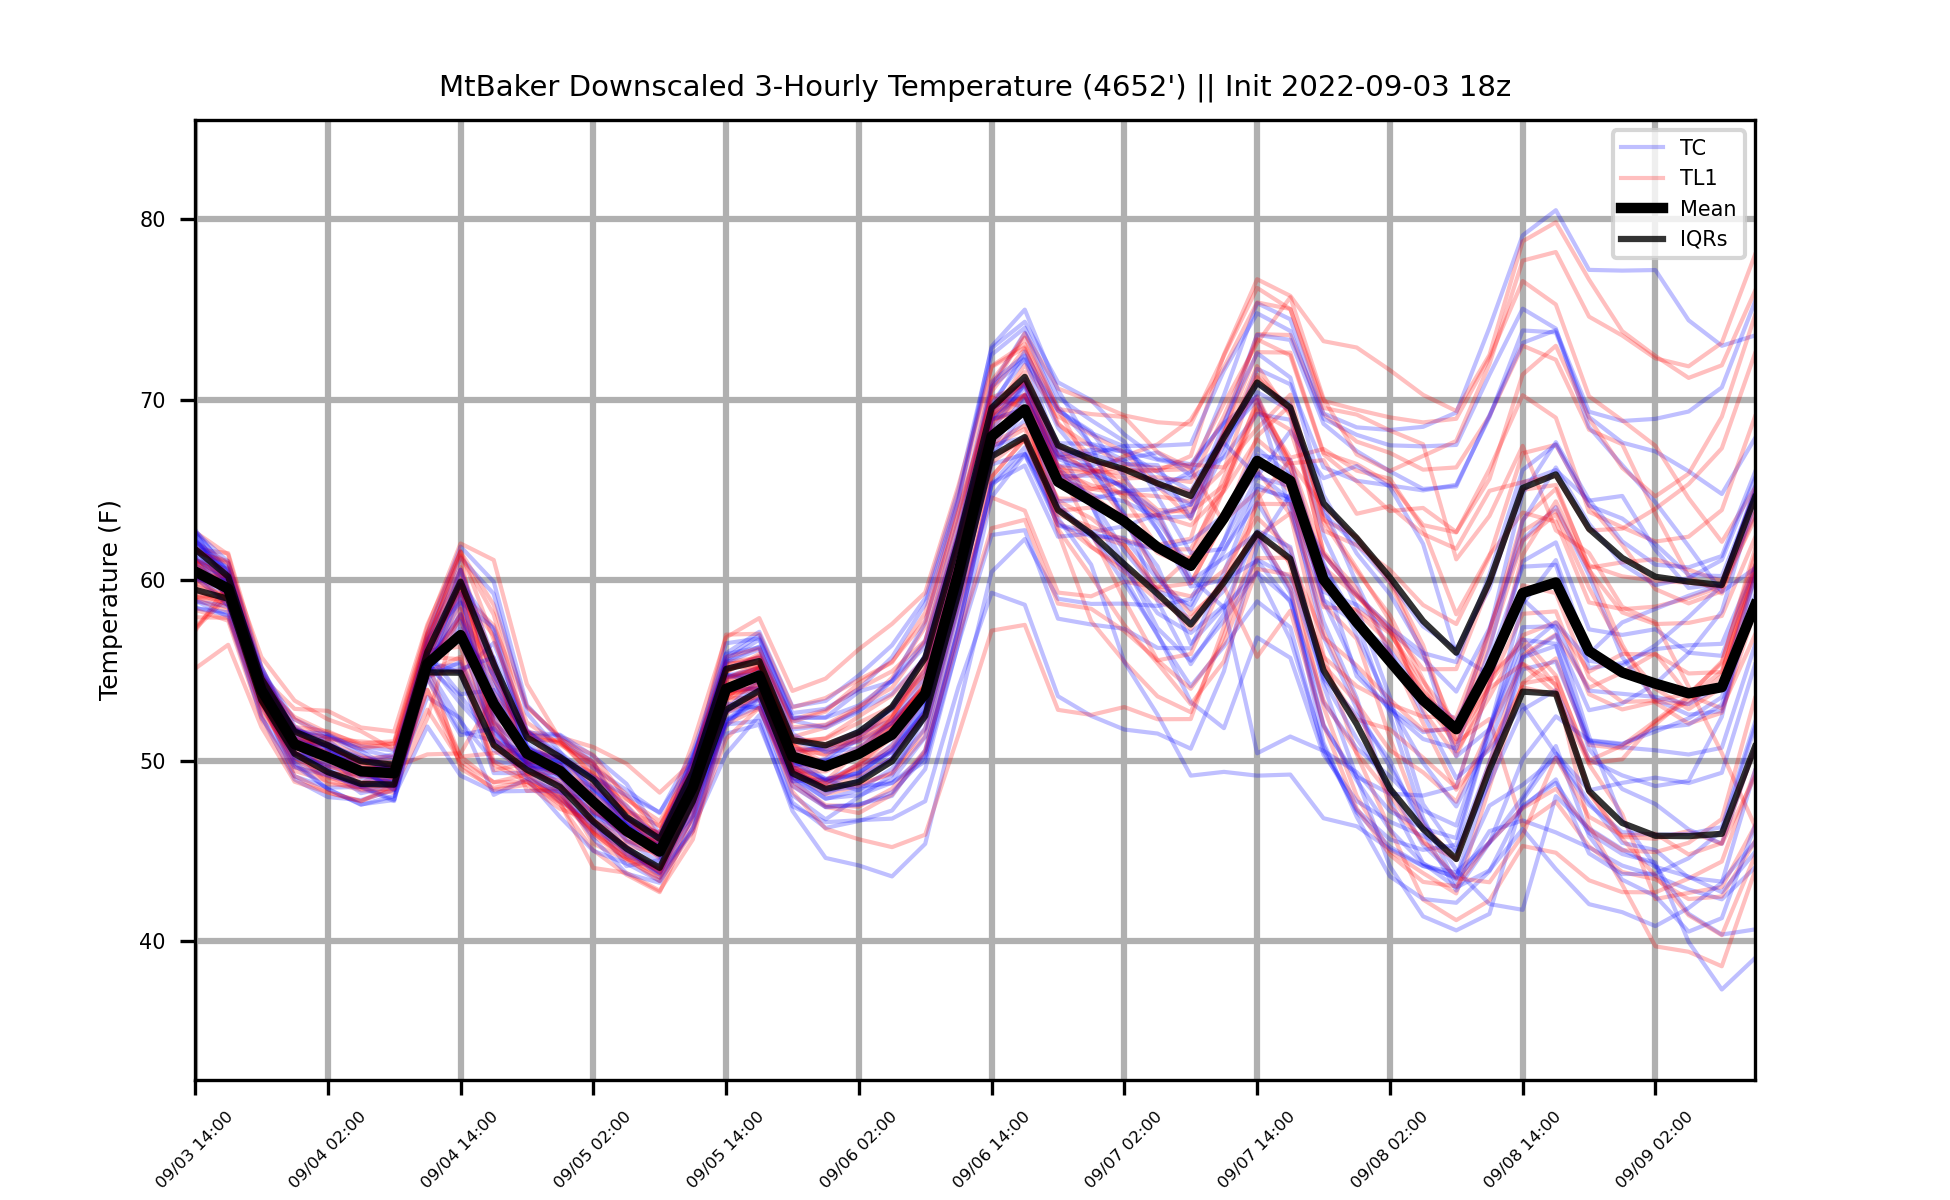 MtBaker Downscaled 3-Hourly Temperature (4652') || Init 2022-09-03 18z
TC
TL1
Mean
IQRs
Temperature (F)
80
70
60
50
40
09/03 14:00
09/04 02:00
09/04 14:00
09/05 02:00
09/05 14:00
09/06 02:00
09/06 14:00
09/07 02:00
09/07 14:00
09/08 02:00
09/08 14:00
09/09 02:00